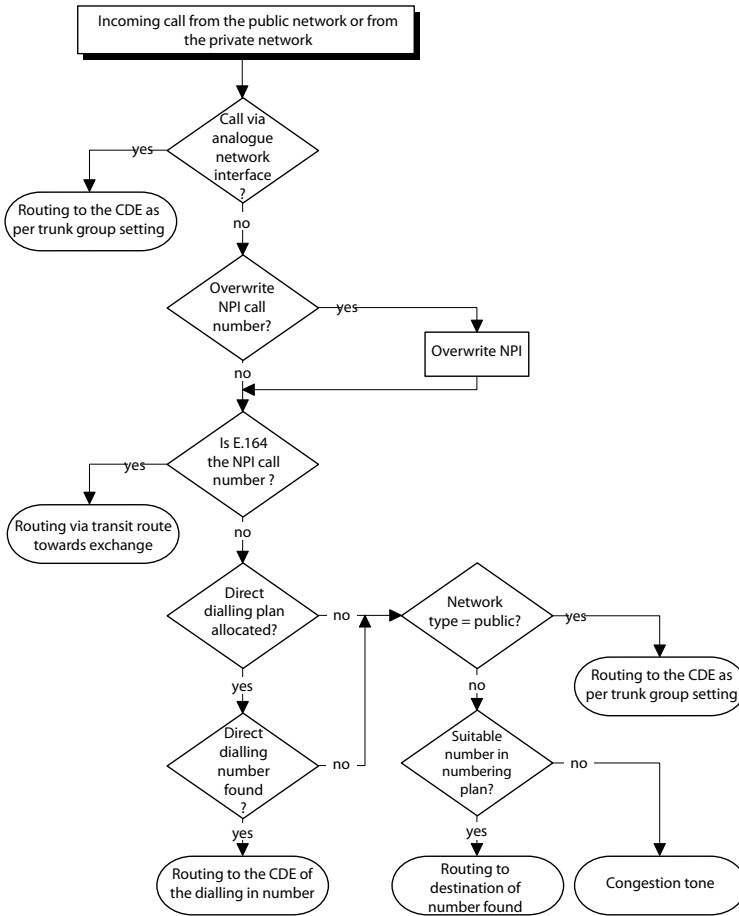 Incoming call from the public network or from
the private network
Call via
analogue
network
interface
?
yes
Routing to the CDE as
per trunk group setting
no
Overwrite
NPI call
number?
yes
Overwrite NPI
no
Is E.164
the NPI call
number ?
yes
Routing via transit route
towards exchange
no
Direct
dialling plan
allocated?
no
Network
type = public?
yes
Routing to the CDE as
per trunk group setting
yes
no
Direct
dialling
number
found
?
no
Suitable
number in
numbering
plan?
no
yes
yes
Routing to the CDE of
the dialling in number
Routing to
destination of
number found
Congestion tone